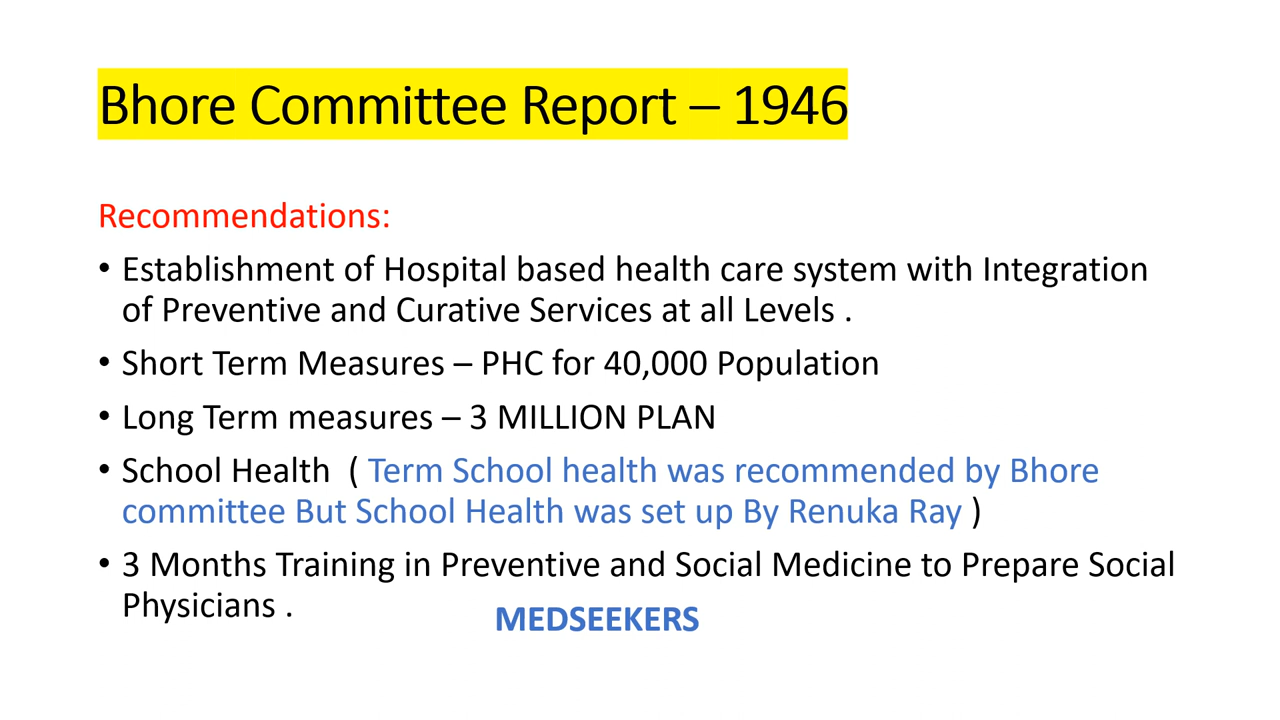 Bhore Committee Report – 1946
Recommendations:
• Establishment of Hospital based health care system with Integration
of Preventive and Curative Services at all Levels .
• Short Term Measures – PHC for 40,000 Population
• Long Term measures – 3 MILLION PLAN
• School Health ( Term School health was recommended by Bhore
committee But School Health was set up By Renuka Ray )
• 3 Months Training in Preventive and Social Medicine to Prepare Social
Physicians .
MEDSEEKERS